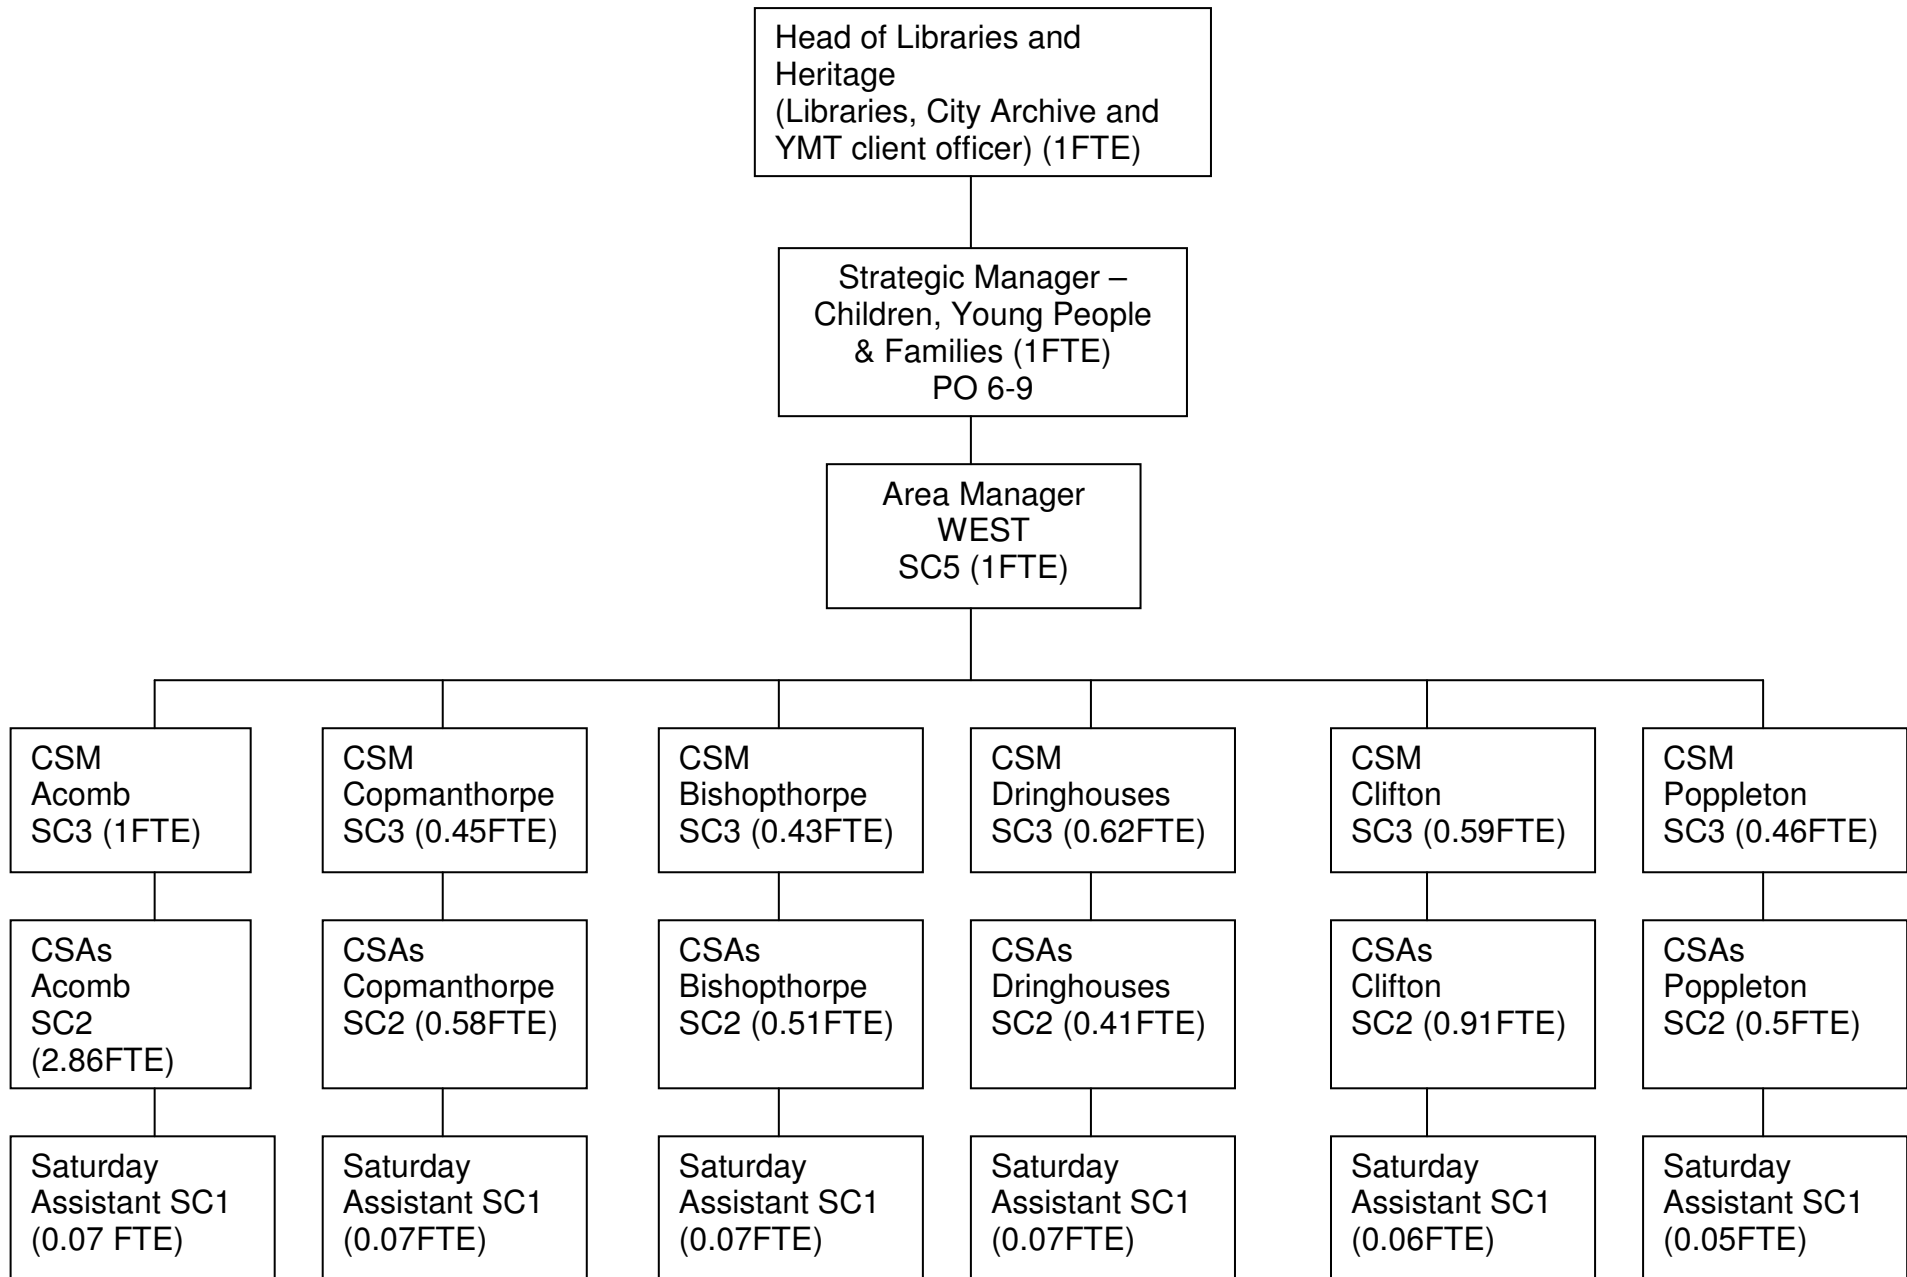 Head of Libraries and
Heritage
(Libraries, City Archive and
YMT client officer) (1FTE)
Strategic Manager –
Children, Young People
& Families (1FTE)
PO 6-9
Area Manager
WEST
SC5 (1FTE)
CSM
Acomb
SC3 (1FTE)
CSM
Copmanthorpe
SC3 (0.45FTE)
CSM
Bishopthorpe
SC3 (0.43FTE)
CSM
Dringhouses
SC3 (0.62FTE)
CSM
Clifton
SC3 (0.59FTE)
CSM
Poppleton
SC3 (0.46FTE)
CSAs
Acomb
SC2
(2.86FTE)
CSAs
Copmanthorpe
SC2 (0.58FTE)
CSAs
Bishopthorpe
SC2 (0.51FTE)
CSAs
Dringhouses
SC2 (0.41FTE)
CSAs
Clifton
SC2 (0.91FTE)
CSAs
Poppleton
SC2 (0.5FTE)
Saturday
Assistant SC1
(0.07 FTE)
Saturday
Assistant SC1
(0.07FTE)
Saturday
Assistant SC1
(0.07FTE)
Saturday
Assistant SC1
(0.07FTE)
Saturday
Assistant SC1
(0.06FTE)
Saturday
Assistant SC1
(0.05FTE)